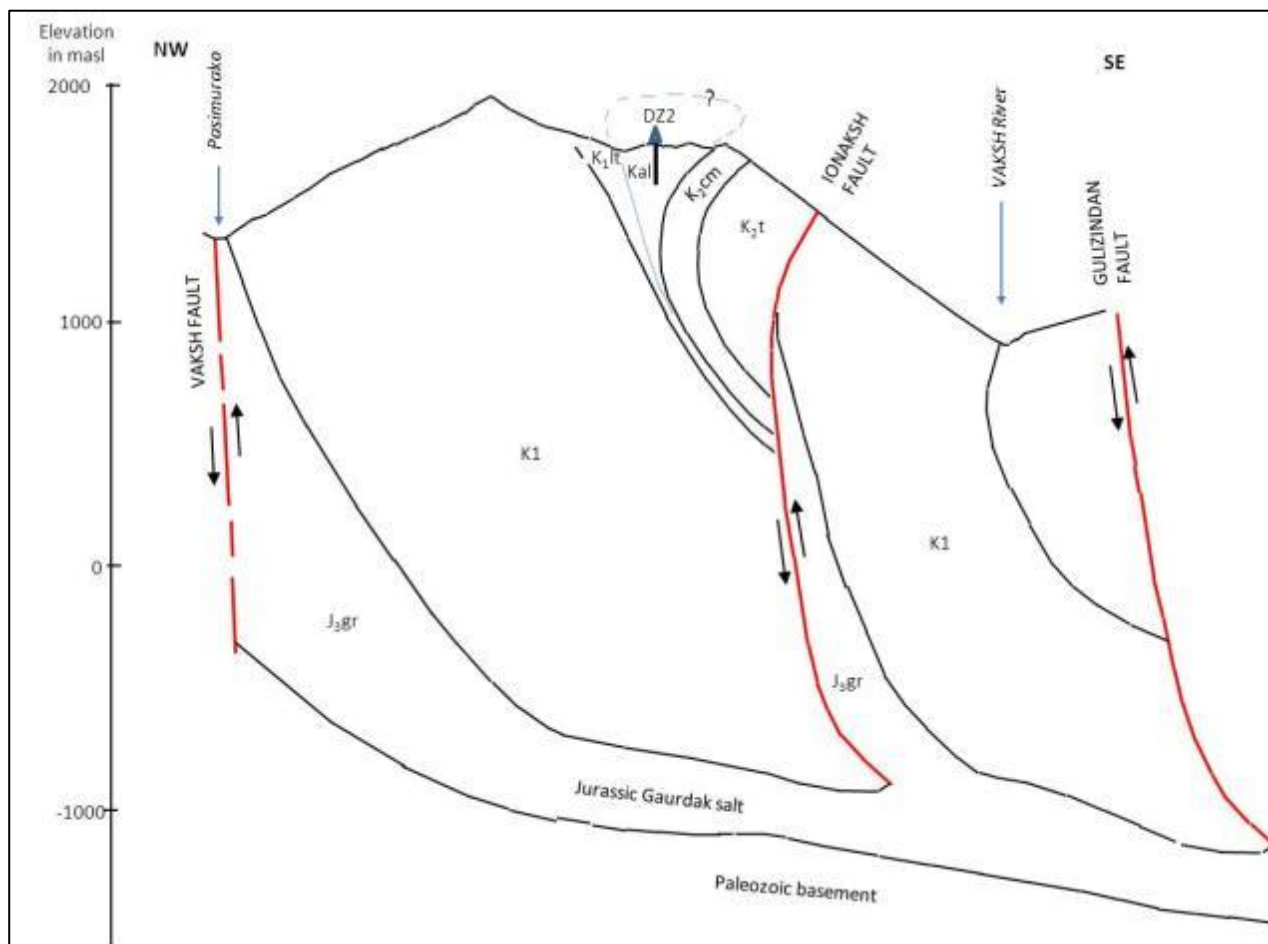 Elevation
in masl
NW
SE
2000
1000
0
-1000
Pasimurako
DZ2
?
K₁lt
Kal
K₂cm
K₂t
IONAKSH
FAULT
VAKSH River
GULIZINDAN
FAULT
VAKSH FAULT
K1
K1
J₃gr
J₃gr
Jurassic Gaurdak salt
Paleozoic basement